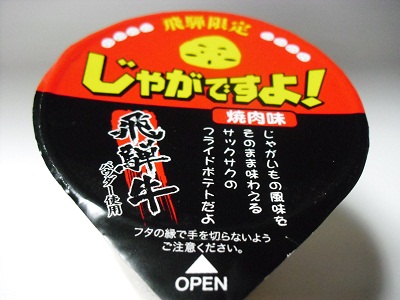 飛騨限定
じゃがですよ!
焼肉味
じゃがいもの風味を
そのまま味わえる
サックサクの
フライドポテトだよ
飛騨牛
パウダー使用
フタの縁で手を切らないよう
ご注意ください。
OPEN